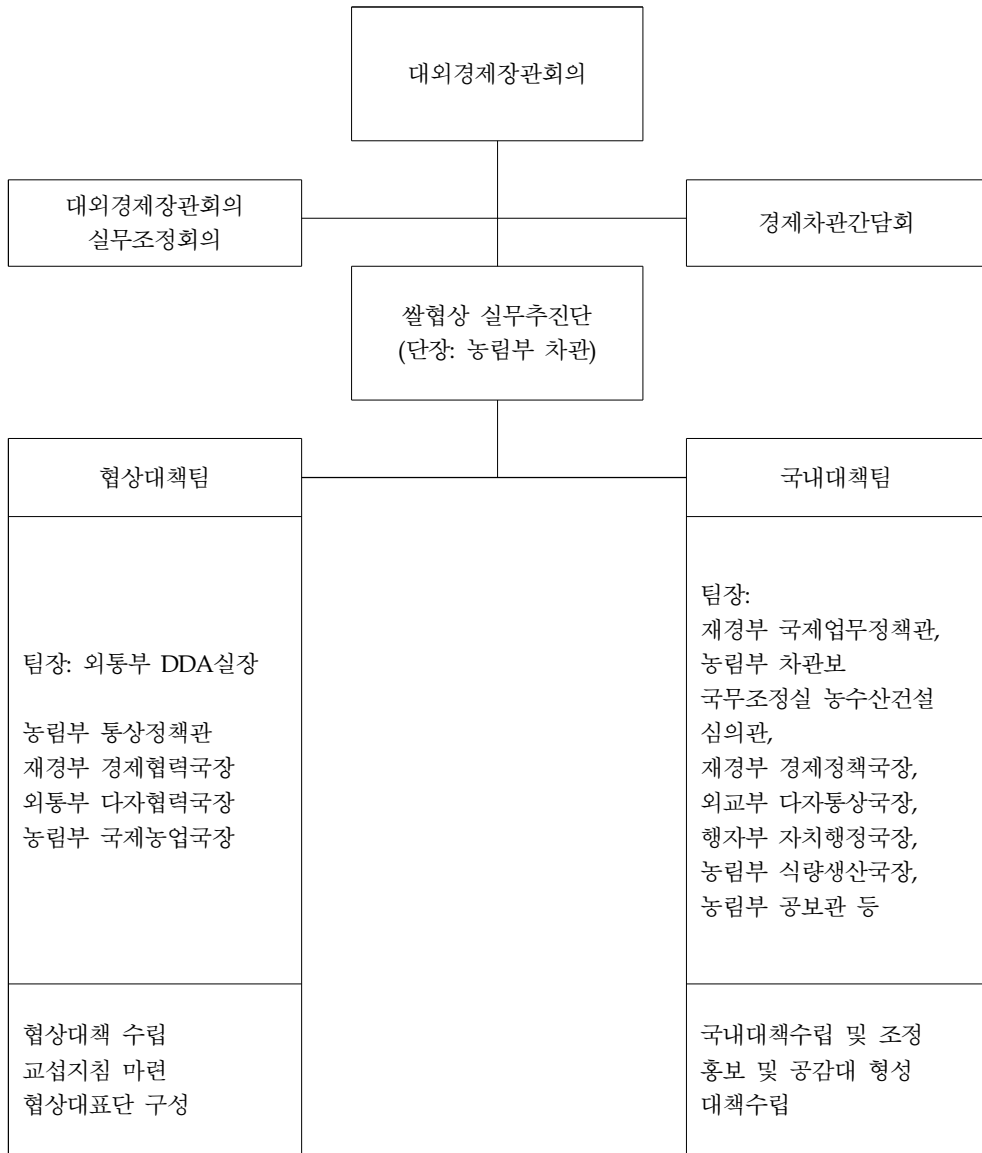 대외경제장관회의
대외경제장관회의
실무조정회의
경제차관간담회
쌀협상 실무추진단
(단장: 농림부 차관)
협상대책팀
팀장: 외통부 DDA실장
농림부 통상정책관
재경부 경제협력국장
외통부 다자협력국장
농림부 국제농업국장
협상대책 수립
교섭지침 마련
협상대표단 구성
국내대책팀
팀장:
재경부 국제업무정책관,
농림부 차관보
국무조정실 농수산건설
심의관,
재경부 경제정책국장,
외교부 다자통상국장,
행자부 자치행정국장,
농림부 식량생산국장,
농림부 공보관 등
국내대책수립 및 조정
홍보 및 공감대 형성
대책수립